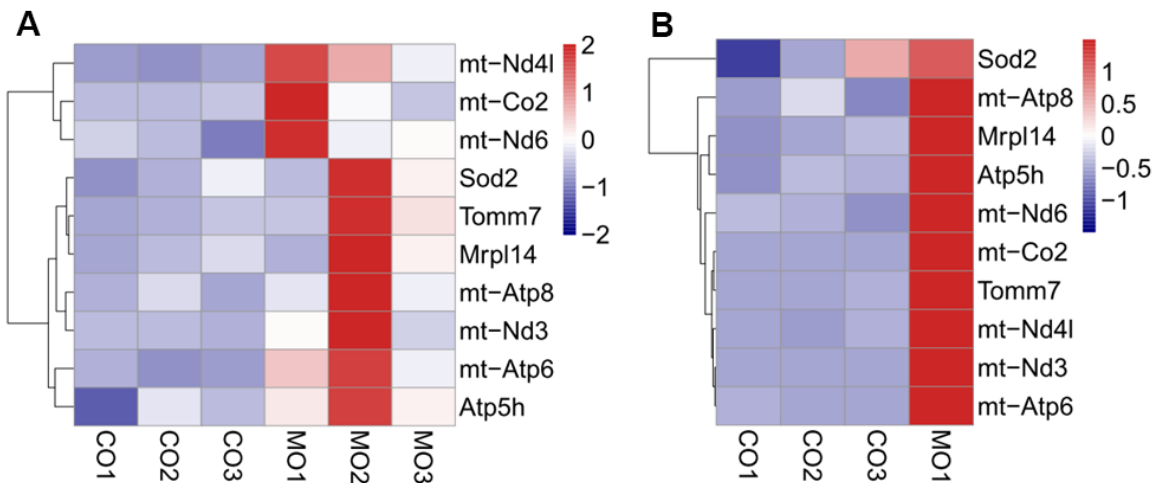 A
mt−Nd4l
mt−Co2
mt−Nd6
Sod2
Tomm7
Mrpl14
mt−Atp8
mt−Nd3
mt−Atp6
Atp5h
2
1
0
−1
−2
CO1 CO2 CO3 MO1 MO2 MO3
B
Sod2
mt−Atp8
Mrpl14
Atp5h
mt−Nd6
mt−Co2
Tomm7
mt−Nd4l
mt−Nd3
mt−Atp6
1
0.5
0
−0.5
−1
CO1 CO2 CO3 MO1